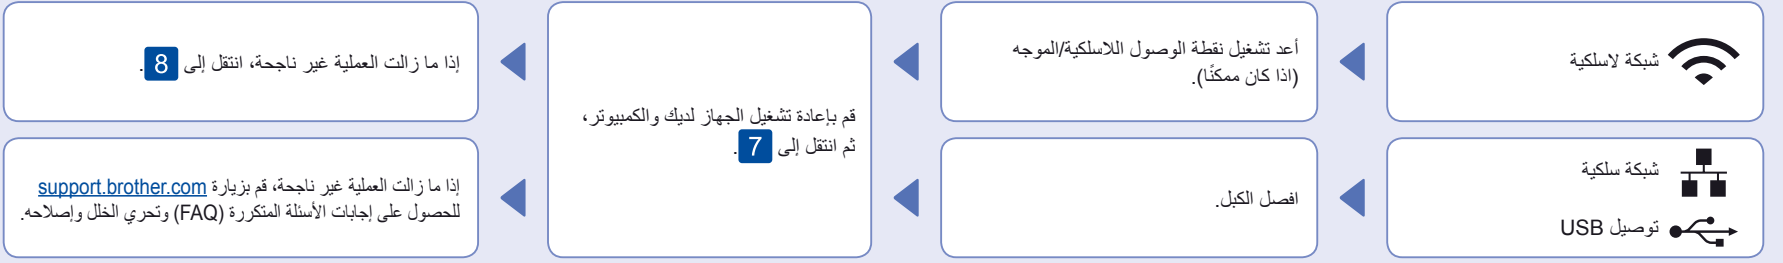 شبكة لاسلكية
أعد تشغيل نقطة الوصول اللاسلكية/الموجه
(اذا كان ممكنًا).
قم بإعادة تشغيل الجهاز لديك والكمبيوتر،
ثم انتقل إلى 7.
إذا ما زالت العملية غير ناجحة، انتقل إلى 8.
شبكة سلكية
توصيل USB
افصل الكبل.
إذا ما زالت العملية غير ناجحة، قم بزيارة support.brother.com
للحصول على إجابات الأسئلة المتكررة (FAQ) وتحري الخلل وإصلاحه.